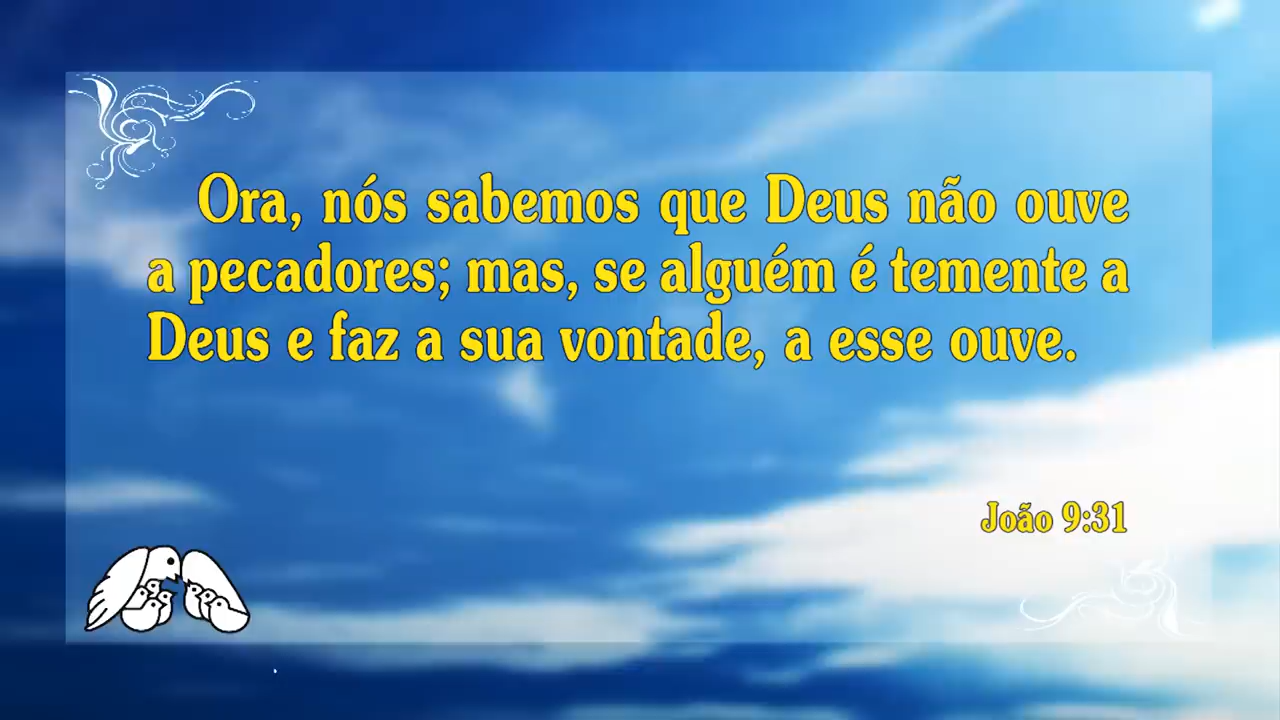 Ora, nós sabemos que Deus não ouve
a pecadores; mas, se alguém é temente a
Deus e faz a sua vontade, a esse ouve.
João 9:31